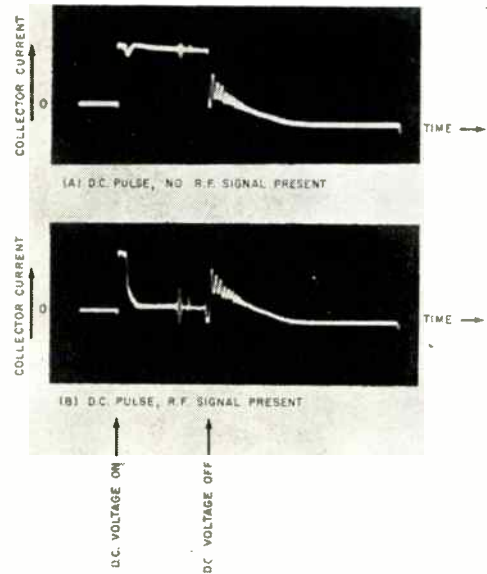 COLLECTOR CURRENT
0
TIME
(A) D.C. PULSE, NO R.F. SIGNAL PRESENT
COLLECTOR CURRENT
0
TIME
(B) D.C. PULSE, R.F. SIGNAL PRESENT
D.C. VOLTAGE ON
DC VOLTAGE OFF